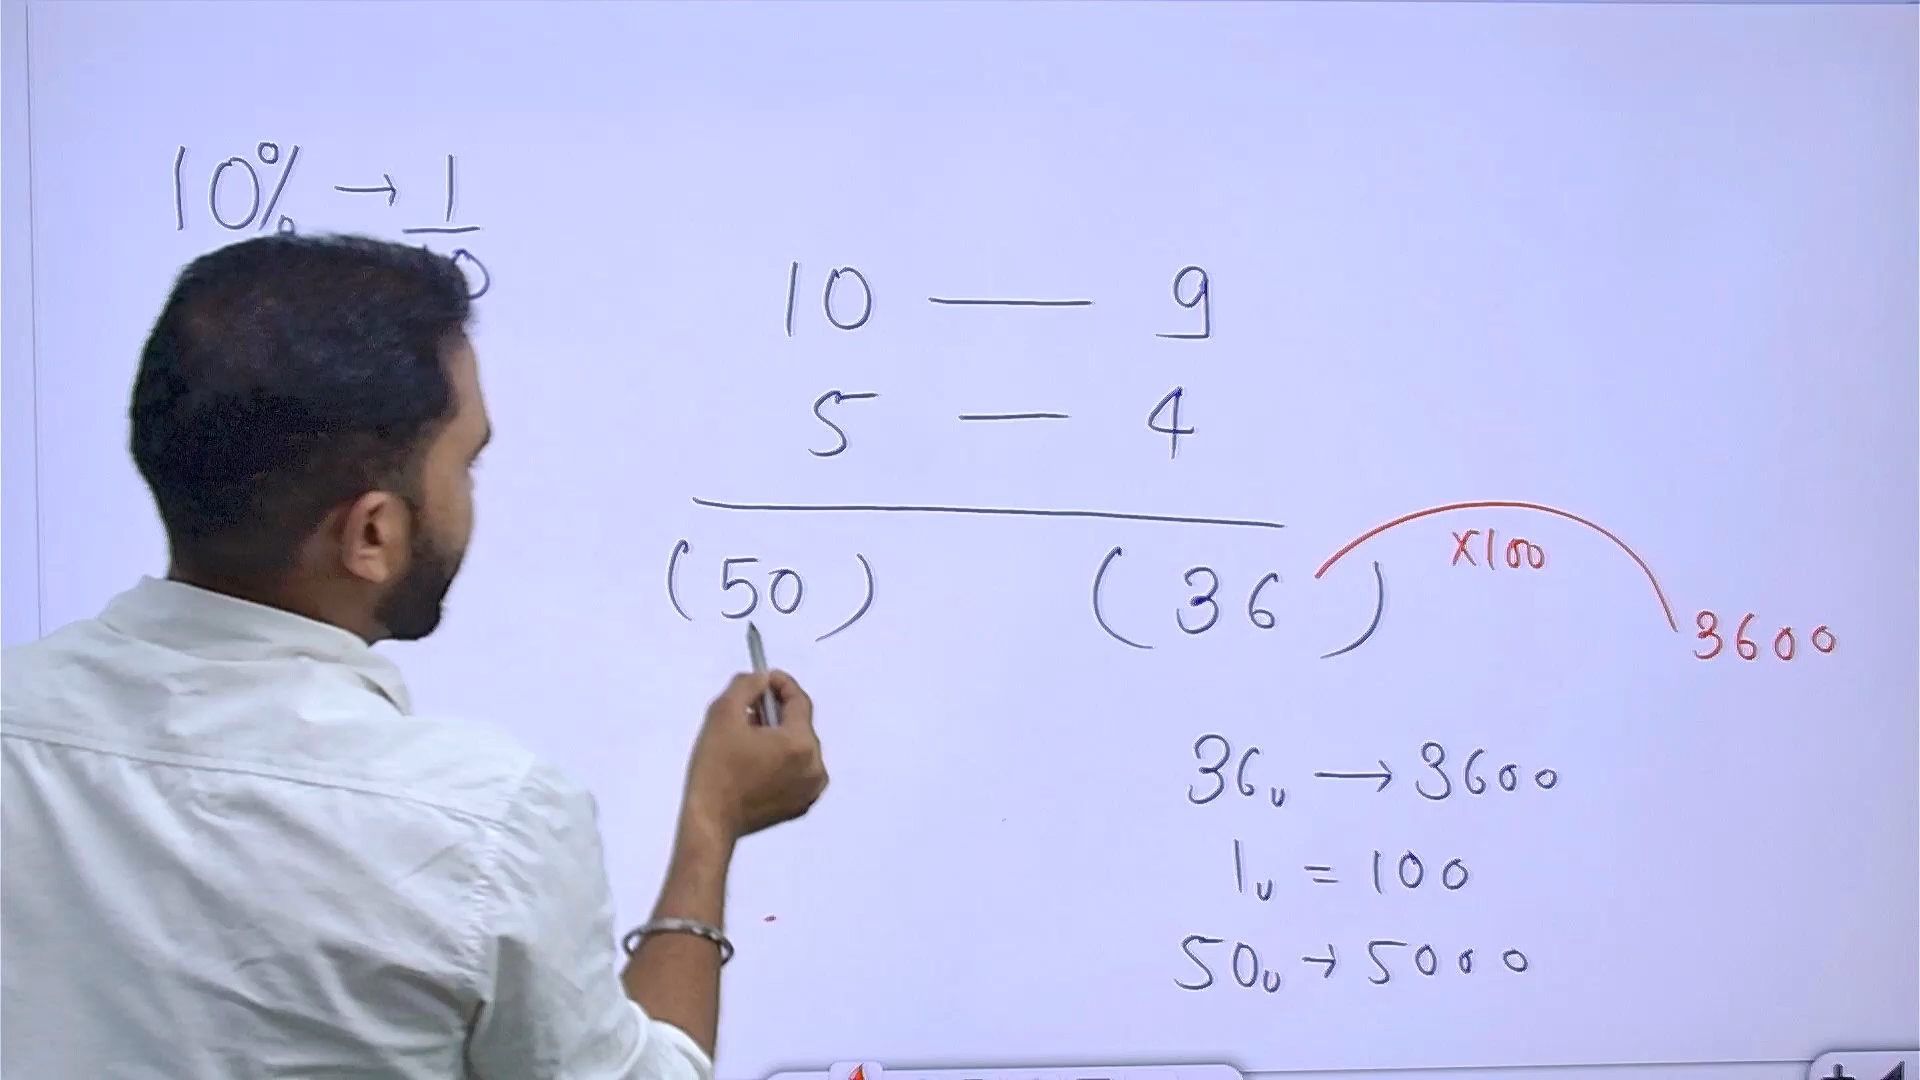 10% → 1
10 — 9
5 — 4
(50) (36) ×100 3600
36u → 3600
1u = 100
50u → 5000